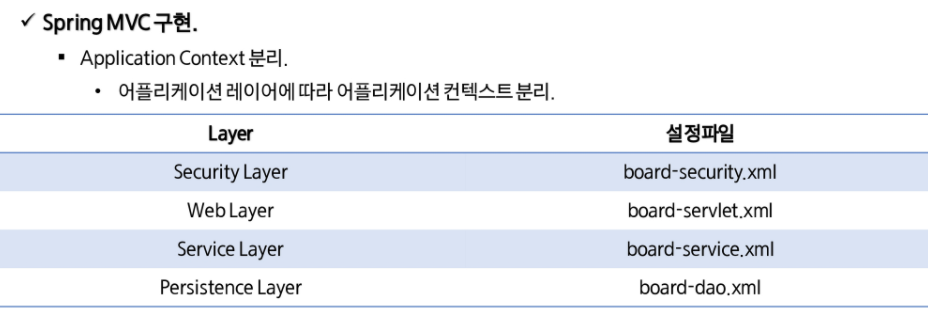 ✓ Spring MVC 구현.
▪ Application Context 분리.
• 어플리케이션 레이어에 따라 어플리케이션 컨텍스트 분리.
Layer 설정파일
Security Layer board-security.xml
Web Layer board-servlet.xml
Service Layer board-service.xml
Persistence Layer board-dao.xml